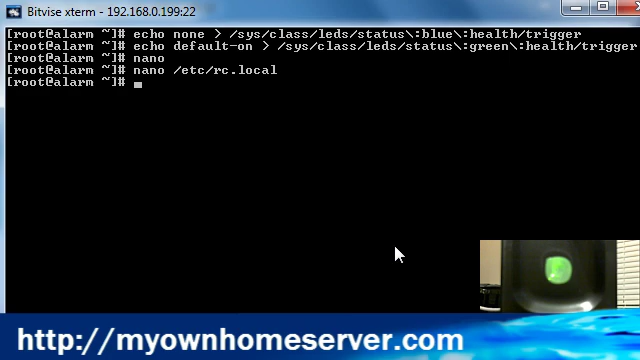 Bitvise xterm - 192.168.0.199:22
[root@alarm ~]# echo none > /sys/class/leds/status\:blue\:health/trigger
[root@alarm ~]# echo default-on > /sys/class/leds/status\:green\:health/trigger
[root@alarm ~]# nano
[root@alarm ~]# nano /etc/rc.local
[root@alarm ~]#
http://myownhomeserver.com